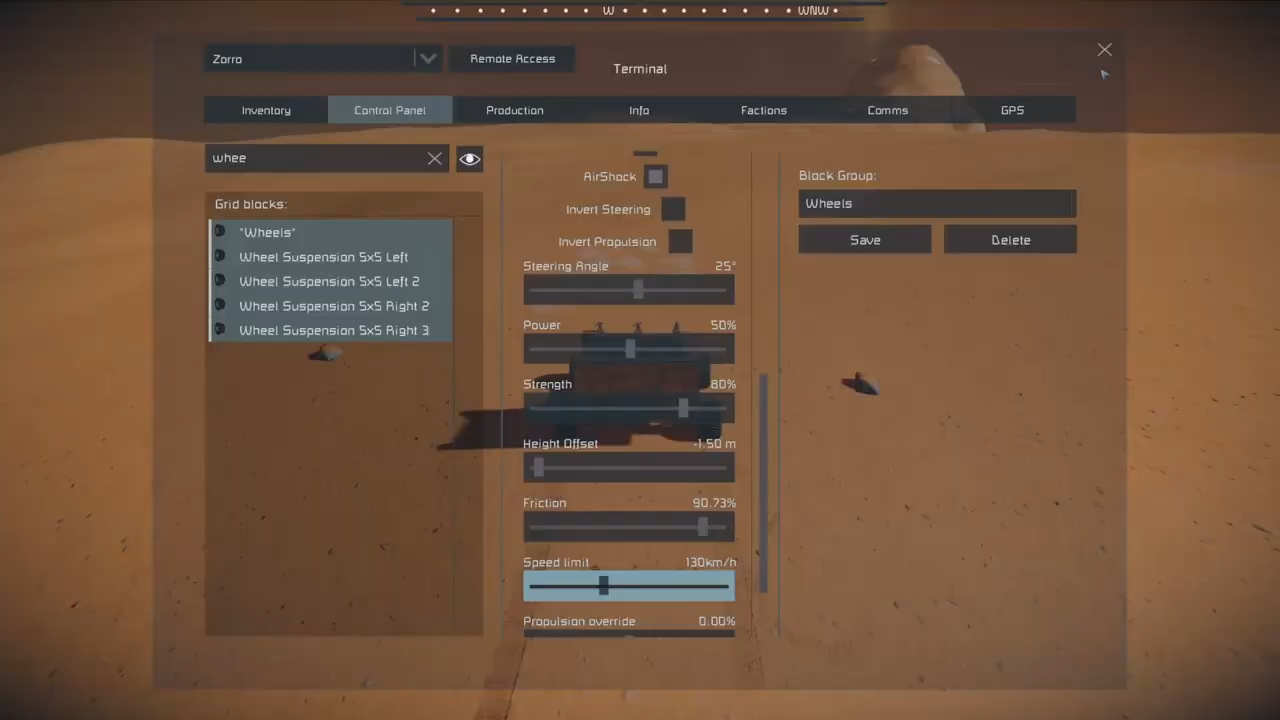 W
WNW
Zorro
Remote Access
Terminal
Inventory
Control Panel
Production
Info
Factions
Comms
GPS
whee
Grid blocks:
"Wheels"
Wheel Suspension 5x5 Left
Wheel Suspension 5x5 Left 2
Wheel Suspension 5x5 Right 2
Wheel Suspension 5x5 Right 3
AirShock
Invert Steering
Invert Propulsion
Steering Angle 25°
Power 50%
Strength 80%
Height Offset -1.50 m
Friction 90.73%
Speed limit 130km/h
Propulsion override 0.00%
Block Group:
Wheels
Save
Delete